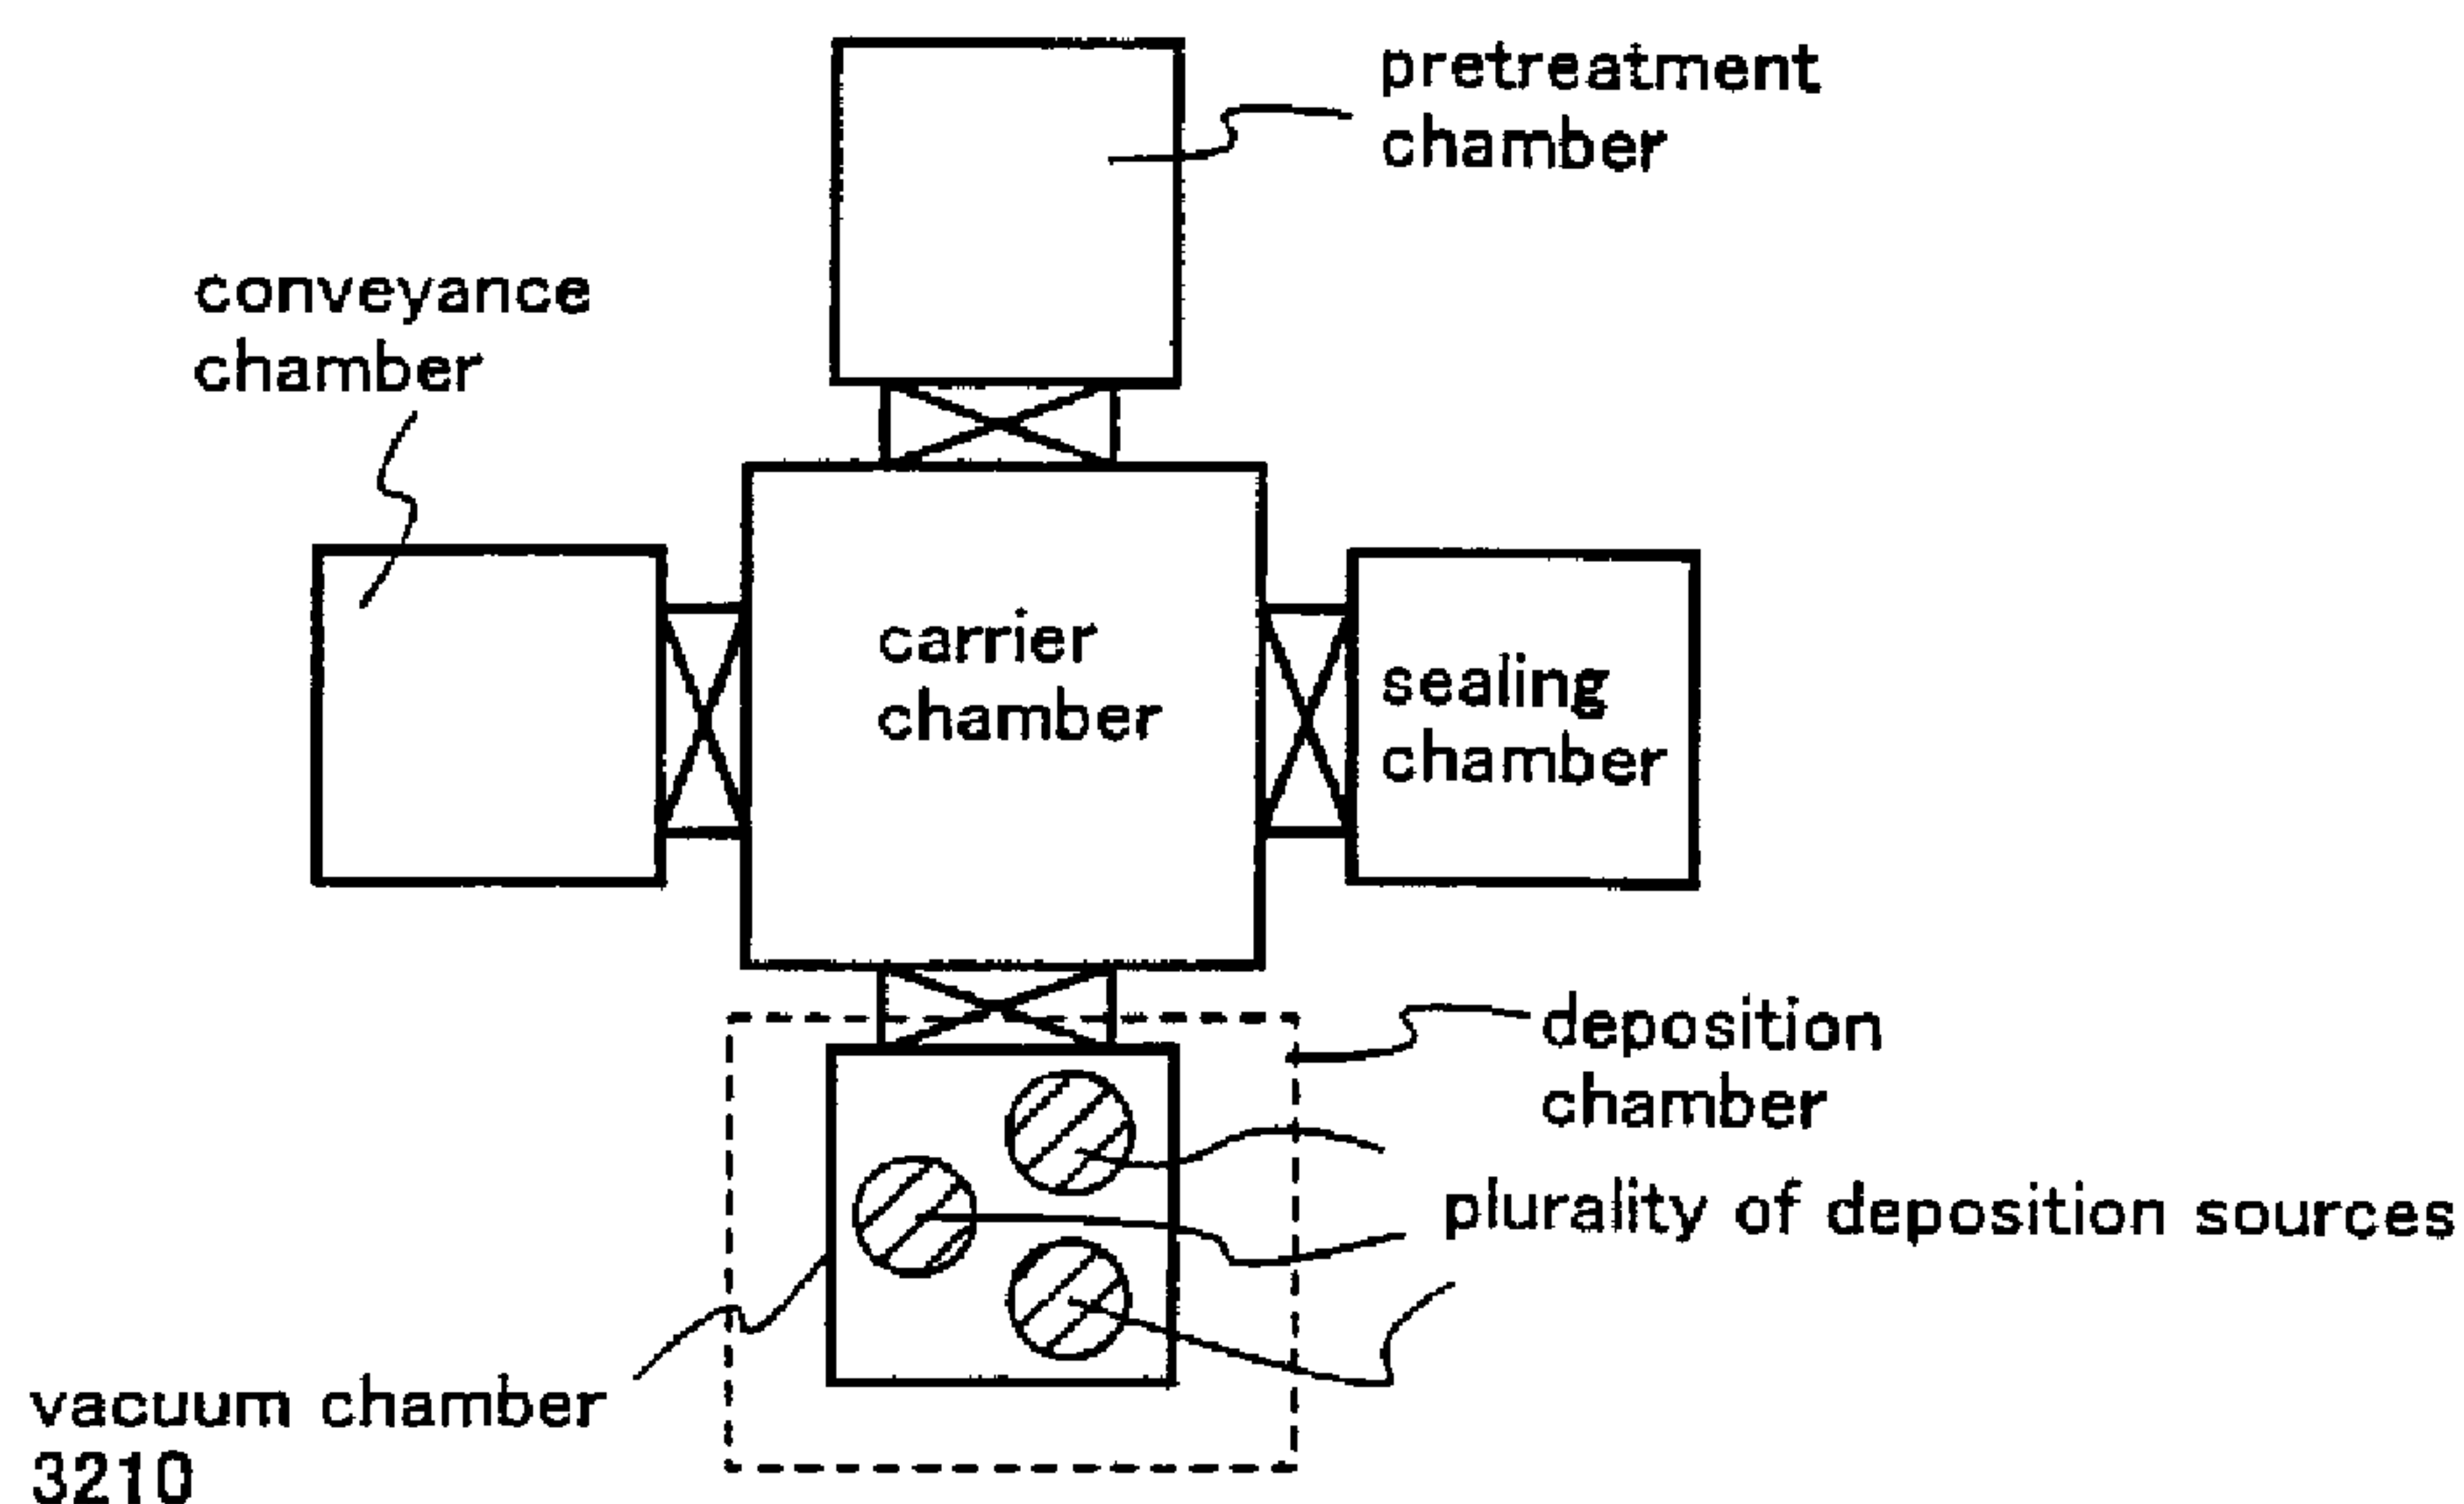 pretreatment
chamber
conveyance
chamber
carrier
chamber
sealing
chamber
deposition
chamber
plurality of deposition sources
vacuum chamber
3210